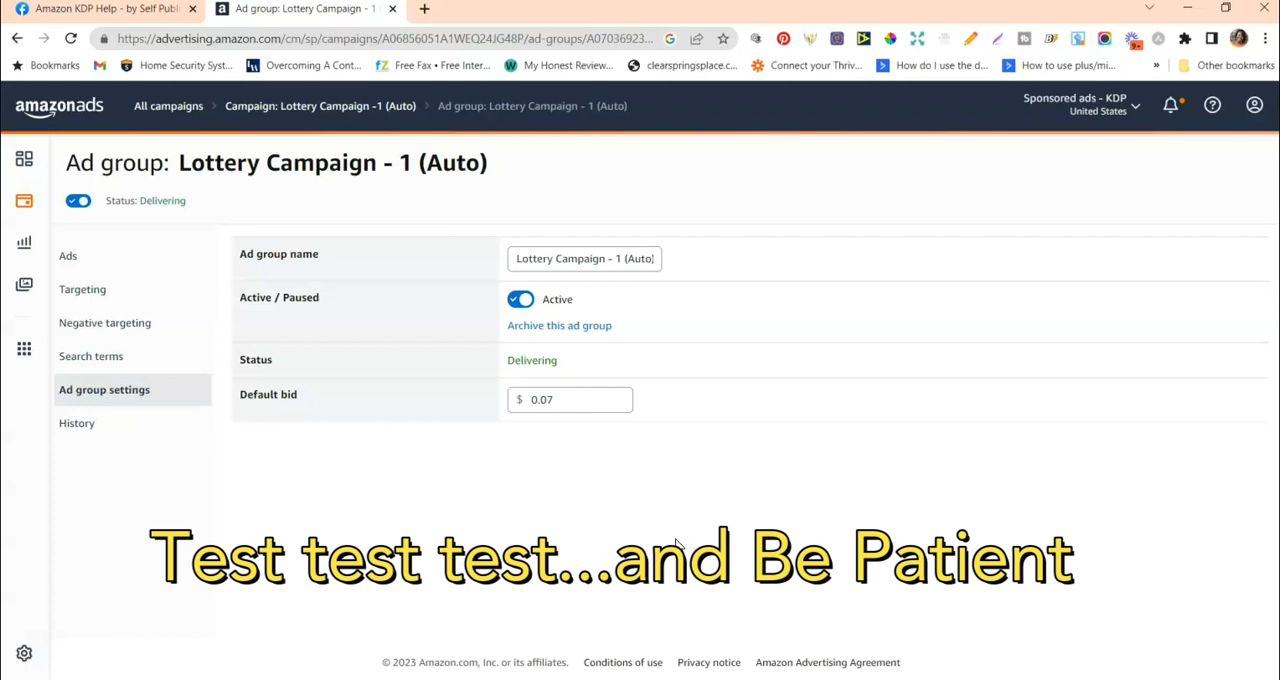 Amazon KDP Help - by Self Publi
Ad group: Lottery Campaign - 1
https://advertising.amazon.com/cm/sp/campaigns/A06856051A1WEQ24JG48P/ad-groups/A07036923...
Bookmarks
Home Security Syst...
Overcoming A Cont...
Free Fax • Free Inter...
My Honest Review...
clearspringsplace.c...
Connect your Thriv...
How do I use the d...
How to use plus/mi...
»
Other bookmarks
amazonads
All campaigns
Campaign: Lottery Campaign -1 (Auto)
Ad group: Lottery Campaign - 1 (Auto)
Sponsored ads - KDP
United States
Ad group: Lottery Campaign - 1 (Auto)
Status: Delivering
Ads
Targeting
Negative targeting
Search terms
Ad group settings
History
Ad group name
Lottery Campaign - 1 (Auto)
Active / Paused
Active
Archive this ad group
Status
Delivering
Default bid
$ 0.07
Test test test...and Be Patient
© 2023 Amazon.com, Inc. or its affiliates.
Conditions of use
Privacy notice
Amazon Advertising Agreement